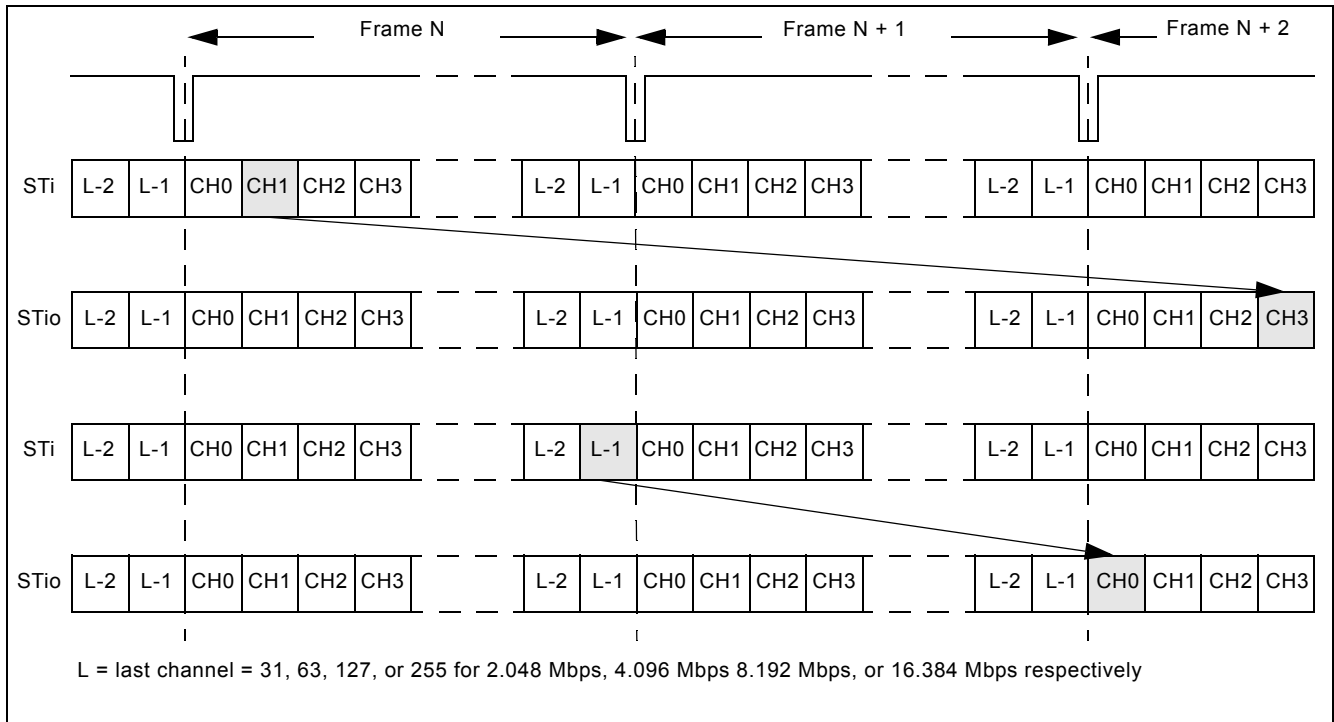 Frame N Frame N + 1 Frame N + 2
STi L-2 L-1 CH0 CH1 CH2 CH3 L-2 L-1 CH0 CH1 CH2 CH3 L-2 L-1 CH0 CH1 CH2 CH3
STio L-2 L-1 CH0 CH1 CH2 CH3 L-2 L-1 CH0 CH1 CH2 CH3 L-2 L-1 CH0 CH1 CH2 CH3
STi L-2 L-1 CH0 CH1 CH2 CH3 L-2 L-1 CH0 CH1 CH2 CH3 L-2 L-1 CH0 CH1 CH2 CH3
STio L-2 L-1 CH0 CH1 CH2 CH3 L-2 L-1 CH0 CH1 CH2 CH3 L-2 L-1 CH0 CH1 CH2 CH3
L = last channel = 31, 63, 127, or 255 for 2.048 Mbps, 4.096 Mbps 8.192 Mbps, or 16.384 Mbps respectively